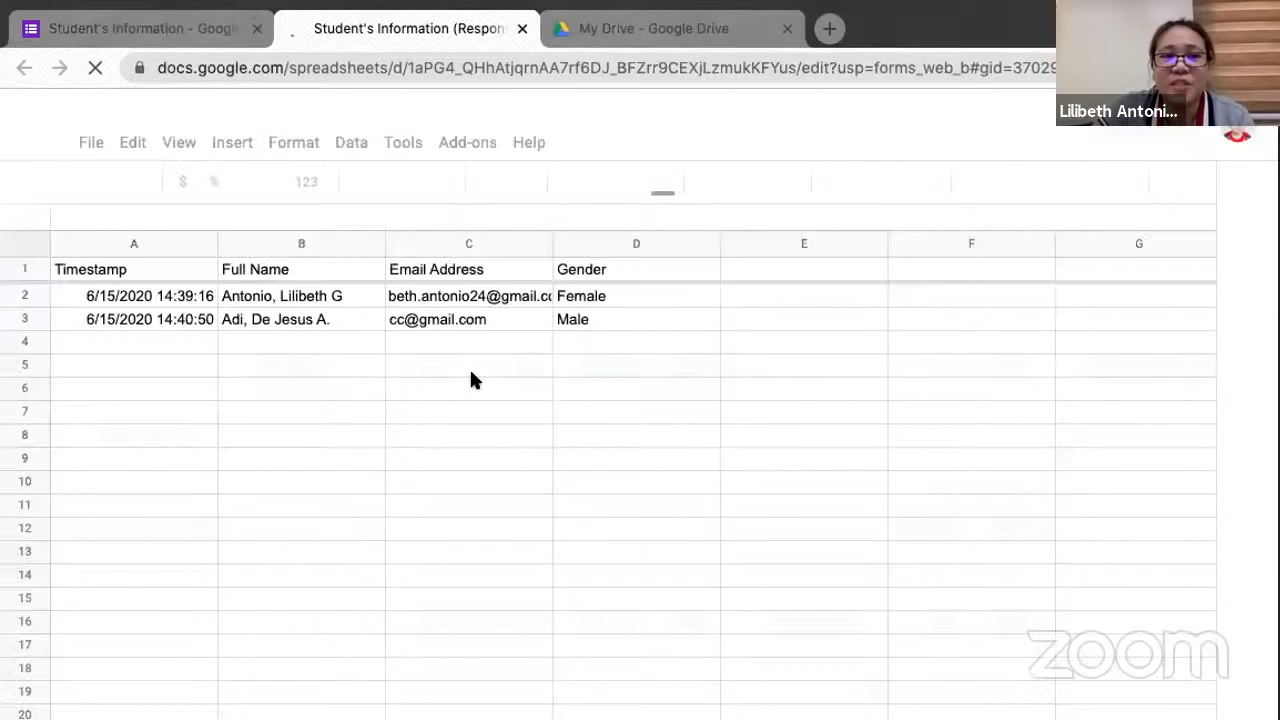 Student's Information - Google
Student's Information (Respon
My Drive - Google Drive
docs.google.com/spreadsheets/d/1aPG4_QHhAtjqrnAA7rf6DJ_BFZrr9CEXjLzmukKFYus/edit?usp=forms_web_b#gid=37029
Lilibeth Antoni...
File Edit View Insert Format Data Tools Add-ons Help
$ % 123
A B C D E F G
1 Timestamp Full Name Email Address Gender
2 6/15/2020 14:39:16 Antonio, Lilibeth G beth.antonio24@gmail.co Female
3 6/15/2020 14:40:50 Adi, De Jesus A. cc@gmail.com Male
4
5
6
7
8
9
10
11
12
13
14
15
16
17
18
19
20
zoom